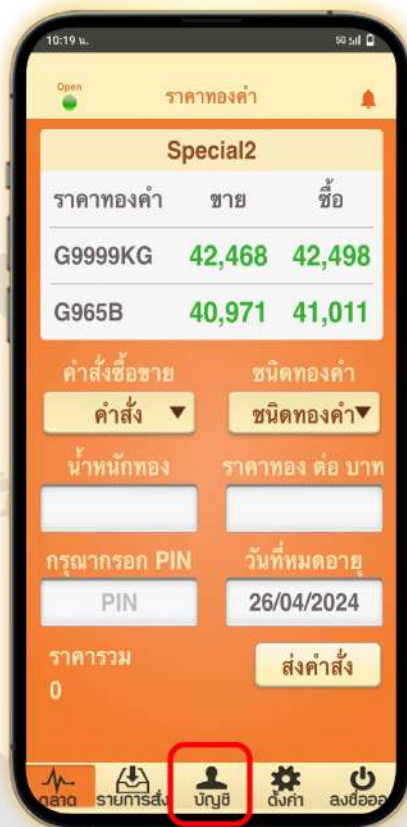 10:19 น. 5G
Open
ราคาทองคำ
Special2
ราคาทองคำ ขาย ซื้อ
G9999KG 42,468 42,498
G965B 40,971 41,011
คำสั่งซื้อขาย ชนิดทองคำ
คำสั่ง ▼ ชนิดทองคำ▼
น้ำหนักทอง ราคาทอง ต่อ บาท
กรุณากรอก PIN วันที่หมดอายุ
PIN 26/04/2024
ราคารวม ส่งคำสั่ง
0
ตลาด รายการสั่ง บัญชี ตั้งค่า ลงชื่อออ